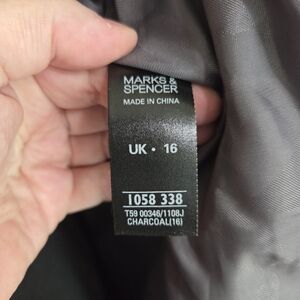 MARKS &
SPENCER
MADE IN CHINA
UK • 16
1058 338
T59 00346/1108J
CHARCOAL(16)